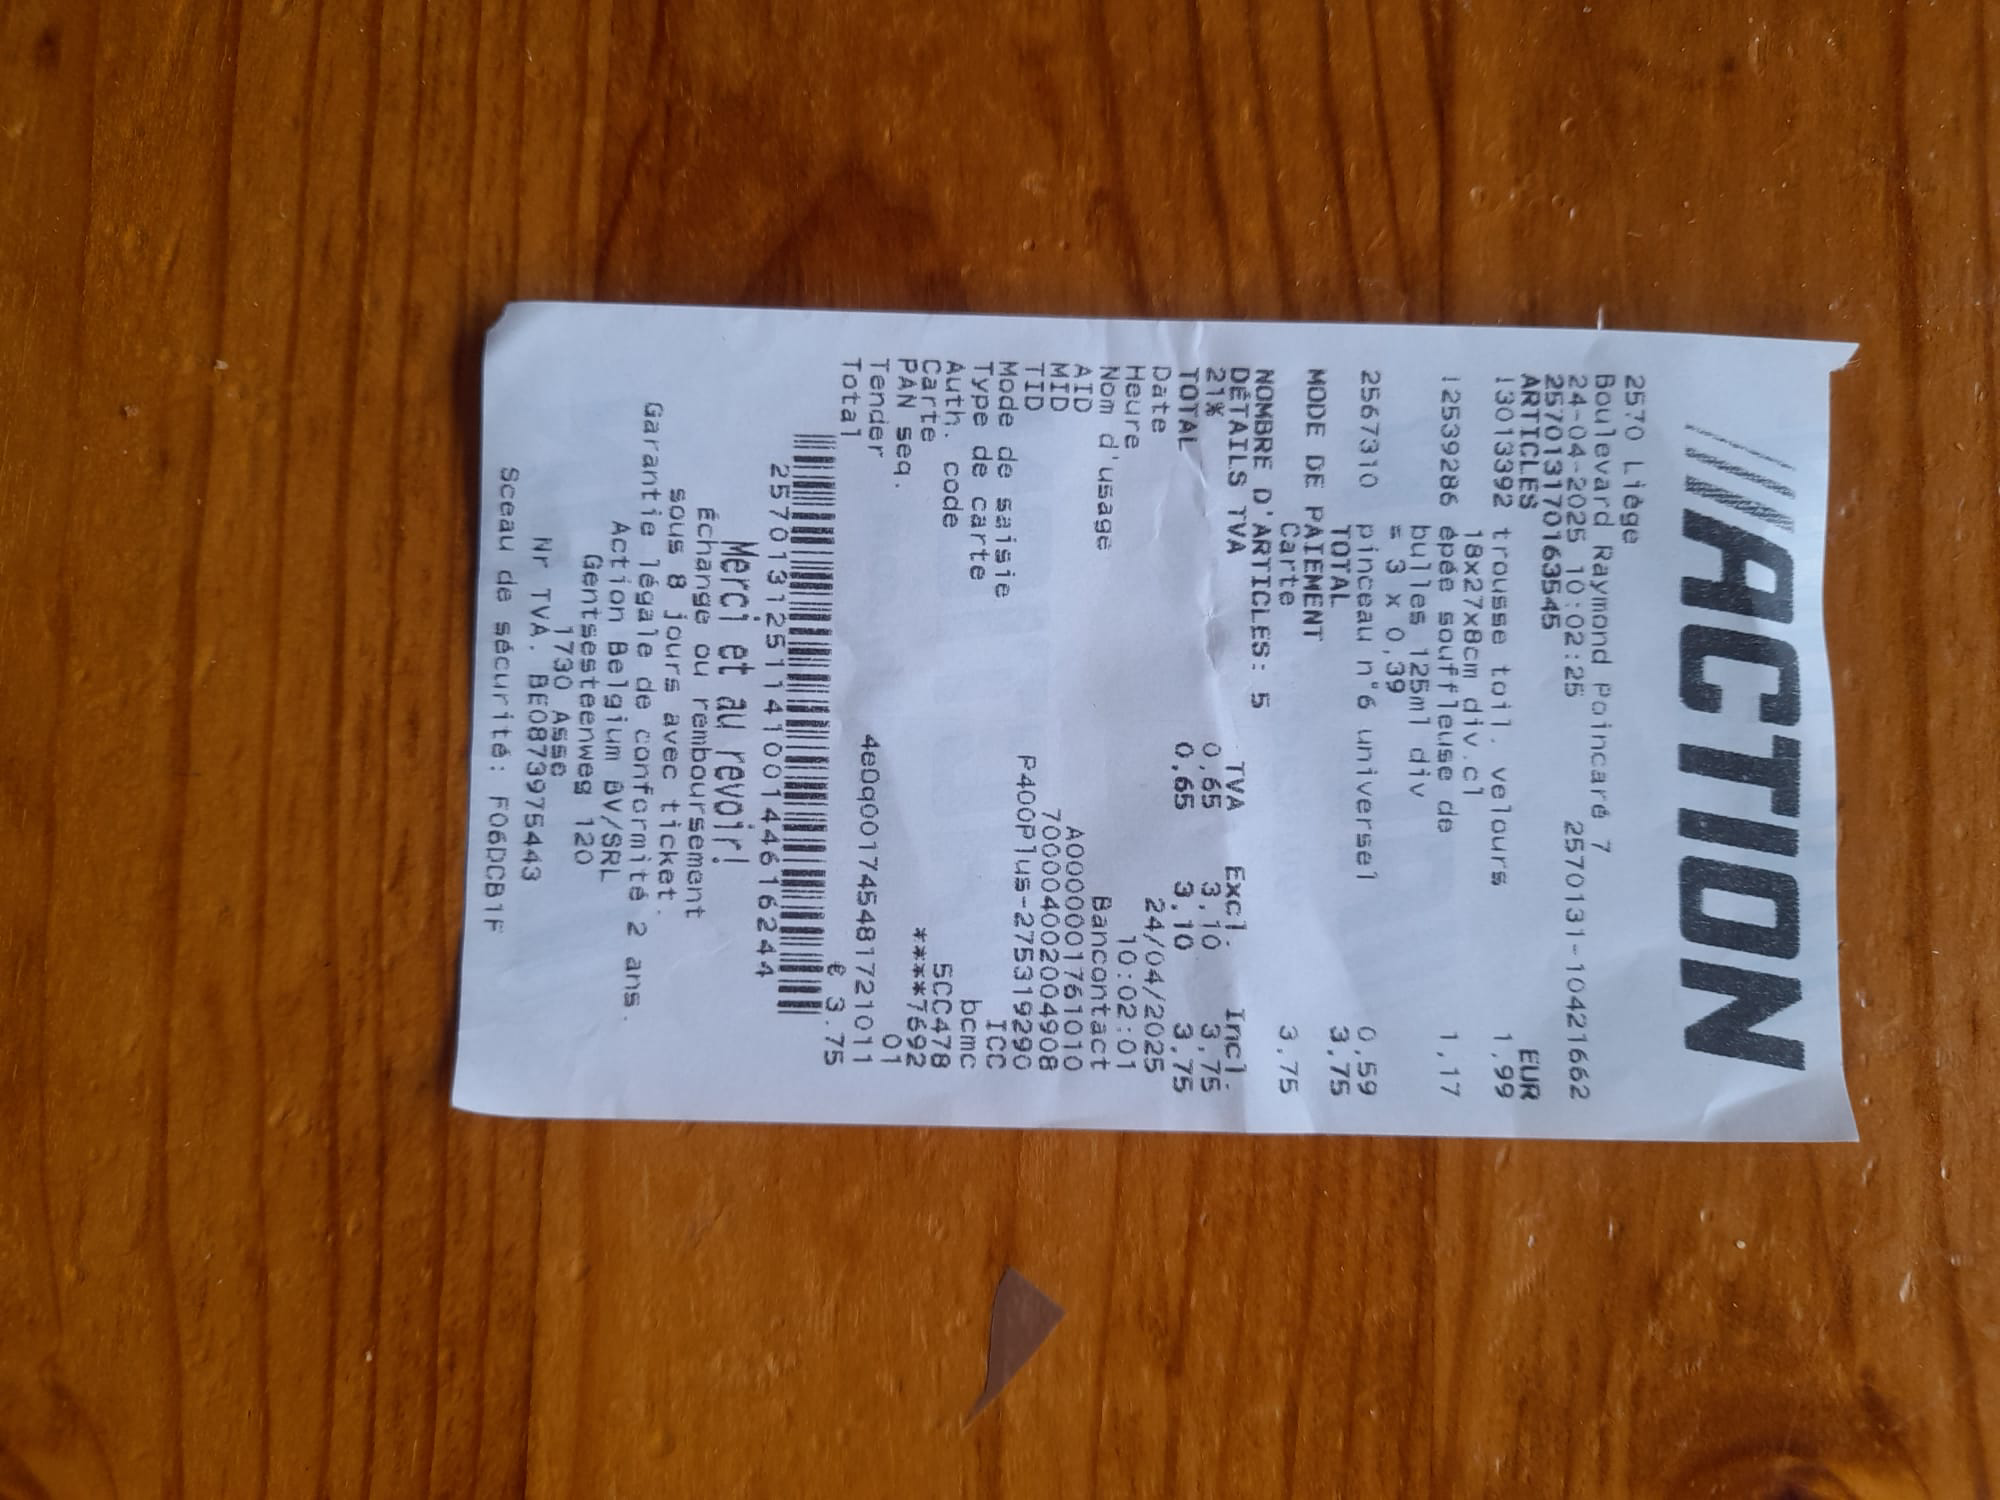 ACTION
2570 Liège
Boulevard Raymond Poincaré 7
24-04-2025 10:02:25 2570131-10421662
257013170163545
ARTICLES EUR
13013392 trousse toil. velours 1,99
18x27x8cm div.cl
12539286 épée souffleuse de 1,17
bulles 125ml div
= 3 x 0,39
2567310 pinceau n°6 universel 0,59
TOTAL 3,75
MODE DE PAIEMENT
Carte 3,75
NOMBRE D'ARTICLES: 5
DÉTAILS TVA TVA Excl. Incl.
21% 0,65 3,10 3,75
TOTAL 0,65 3,10 3,75
Date 24/04/2025
Heure 10:02:01
Nom d'usage Bancontact
AID A0000001761010
MID 700004002004908
TID P400Plus-275319290
Mode de saisie ICC
Type de carte bcmc
Auth. code 5CC478
Carte ****7692
PAN seq. 01
Tender 4e0q001745481721011
Total € 3.75
257013125114100144616244
Merci et au revoir!
Échange ou remboursement
sous 8 jours avec ticket.
Garantie légale de conformité 2 ans.
Action Belgium BV/SRL
Gentsesteenweg 120
1730 Asse
Nr TVA. BE0873975443
Sceau de sécurité: F06DCB1F